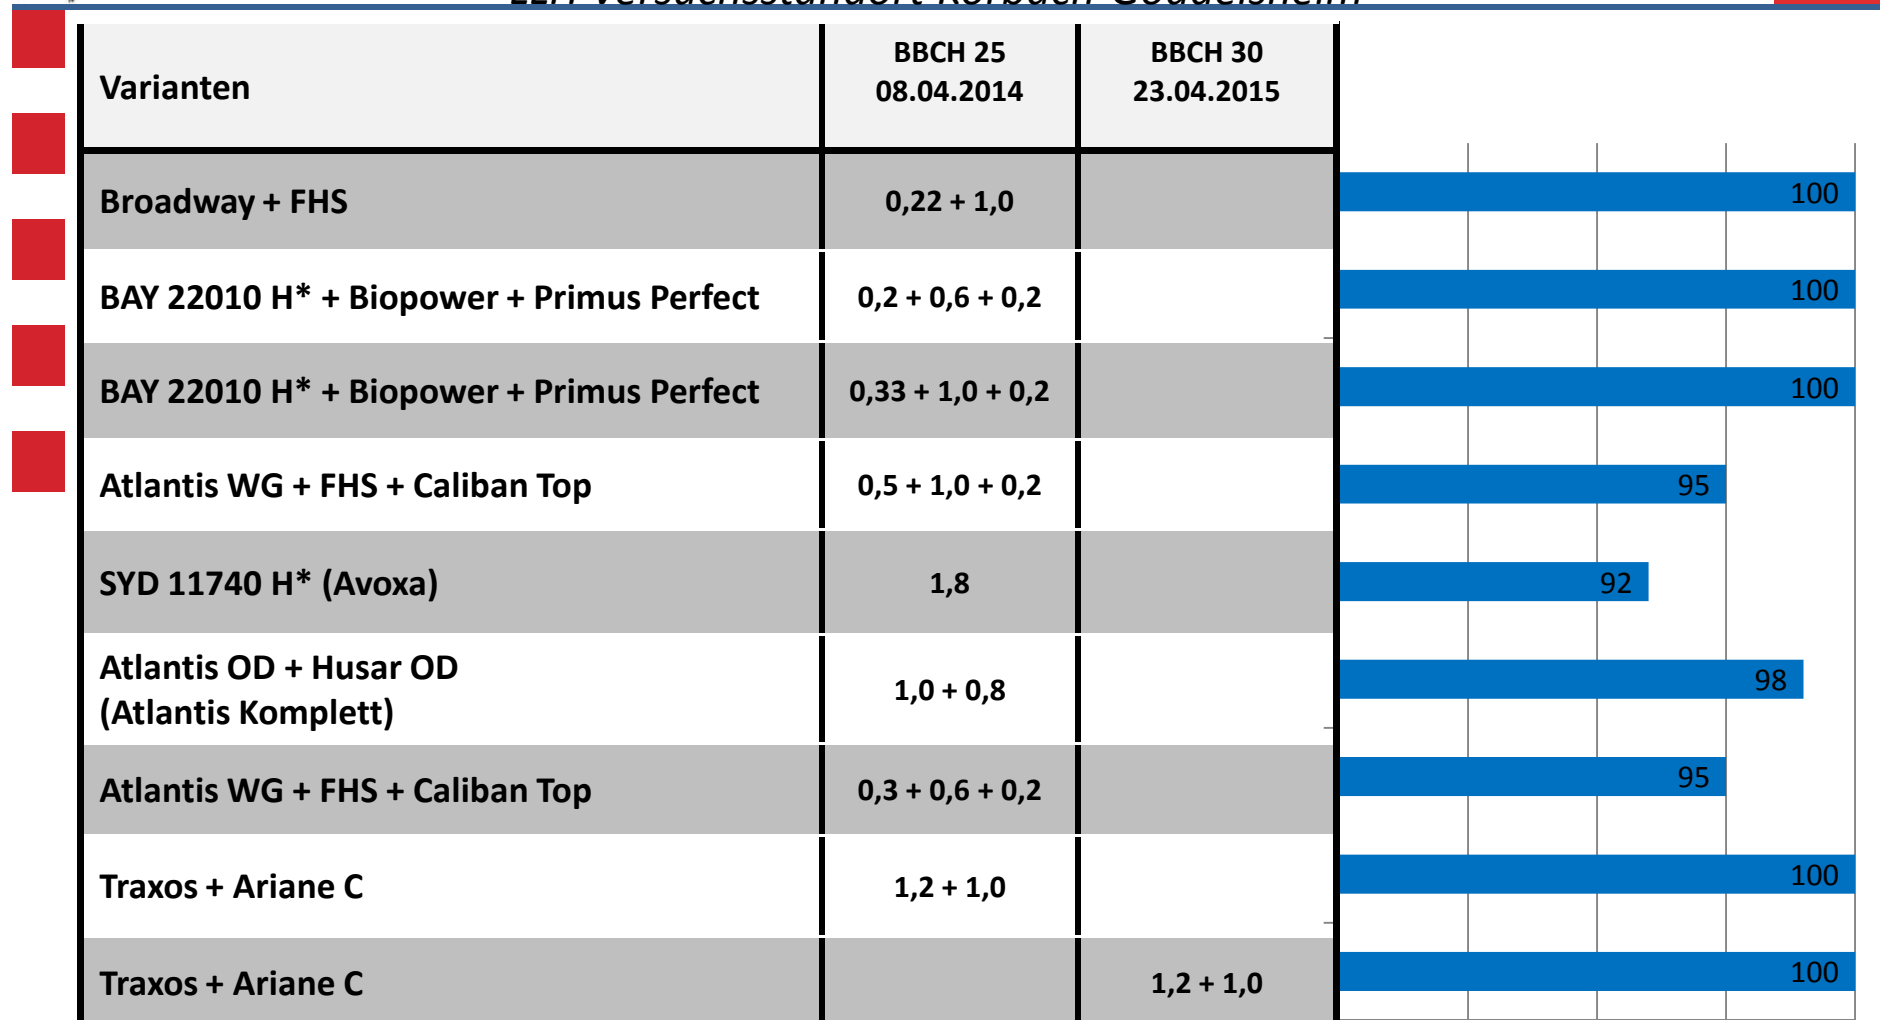 Varianten
BBCH 25
08.04.2014
BBCH 30
23.04.2015
Broadway + FHS
0,22 + 1,0
100
BAY 22010 H* + Biopower + Primus Perfect
0,2 + 0,6 + 0,2
100
BAY 22010 H* + Biopower + Primus Perfect
0,33 + 1,0 + 0,2
100
Atlantis WG + FHS + Caliban Top
0,5 + 1,0 + 0,2
95
SYD 11740 H* (Avoxa)
1,8
92
Atlantis OD + Husar OD
(Atlantis Komplett)
1,0 + 0,8
98
Atlantis WG + FHS + Caliban Top
0,3 + 0,6 + 0,2
95
Traxos + Ariane C
1,2 + 1,0
100
Traxos + Ariane C
1,2 + 1,0
100